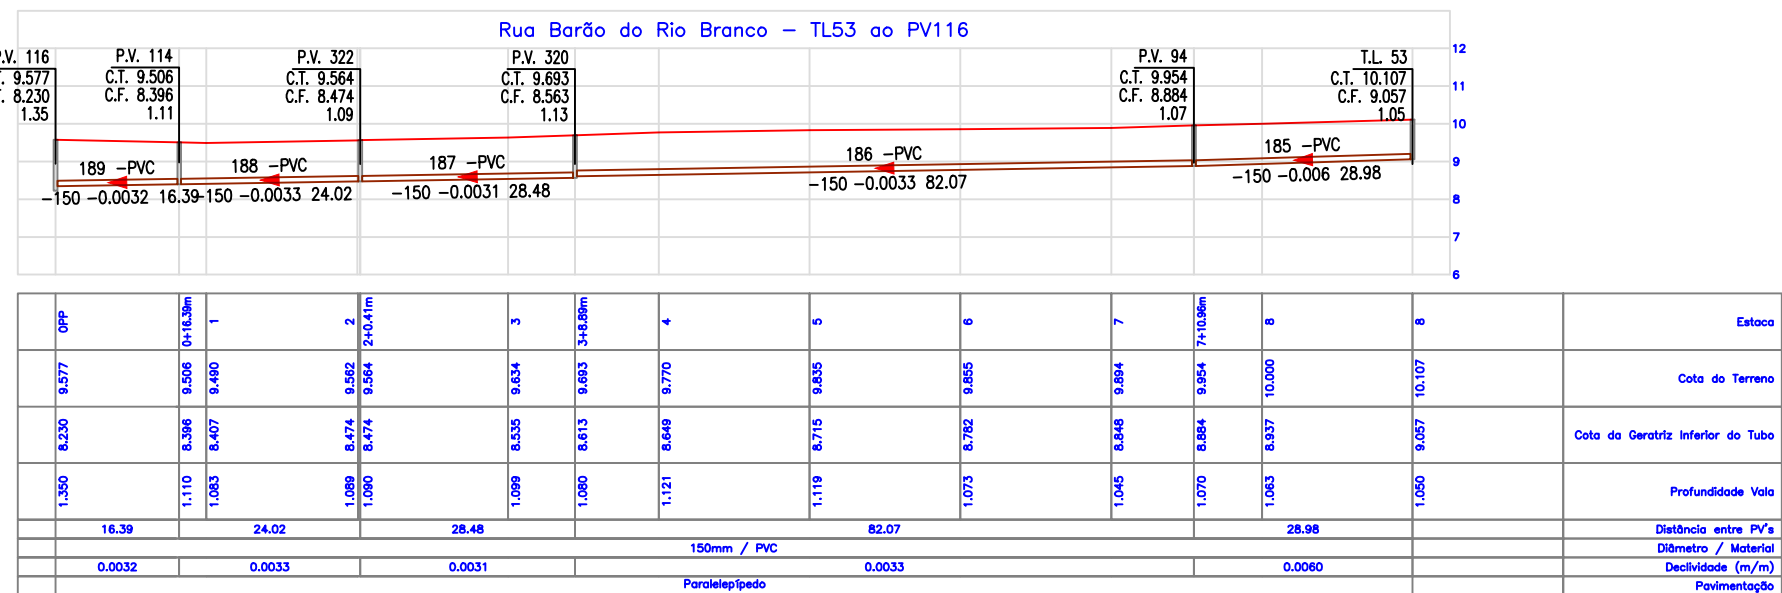 Rua Barão do Rio Branco – TL53 ao PV116
P.V. 116
9.577
8.230
1.35
P.V. 114
C.T. 9.506
C.F. 8.396
1.11
P.V. 322
C.T. 9.564
C.F. 8.474
1.09
P.V. 320
C.T. 9.693
C.F. 8.563
1.13
P.V. 94
C.T. 9.954
C.F. 8.884
1.07
T.L. 53
C.T. 10.107
C.F. 9.057
1.05
12
11
10
9
8
7
6
189 –PVC
–150 –0.0032 16.39
188 –PVC
–150 –0.0033 24.02
187 –PVC
–150 –0.0031 28.48
186 –PVC
–150 –0.0033 82.07
185 –PVC
–150 –0.006 28.98
OPP 0+16.39m 1 2 2+0.41m 3 3+8.89m 4 5 6 7 7+10.96m 8 8 Estaca
9.577 9.506 9.490 9.562 9.564 9.634 9.693 9.770 9.835 9.855 9.894 9.954 10.000 10.107 Cota do Terreno
8.230 8.396 8.407 8.474 8.474 8.535 8.613 8.649 8.715 8.782 8.848 8.884 8.937 9.057 Cota da Geratriz Inferior do Tubo
1.350 1.110 1.083 1.089 1.090 1.099 1.080 1.121 1.119 1.073 1.045 1.070 1.063 1.050 Profundidade Vala
16.39 24.02 28.48 82.07 28.98 Distância entre PV's
150mm / PVC Diâmetro / Material
0.0032 0.0033 0.0031 0.0033 0.0060 Declividade (m/m)
Paralelepípedo Pavimentação